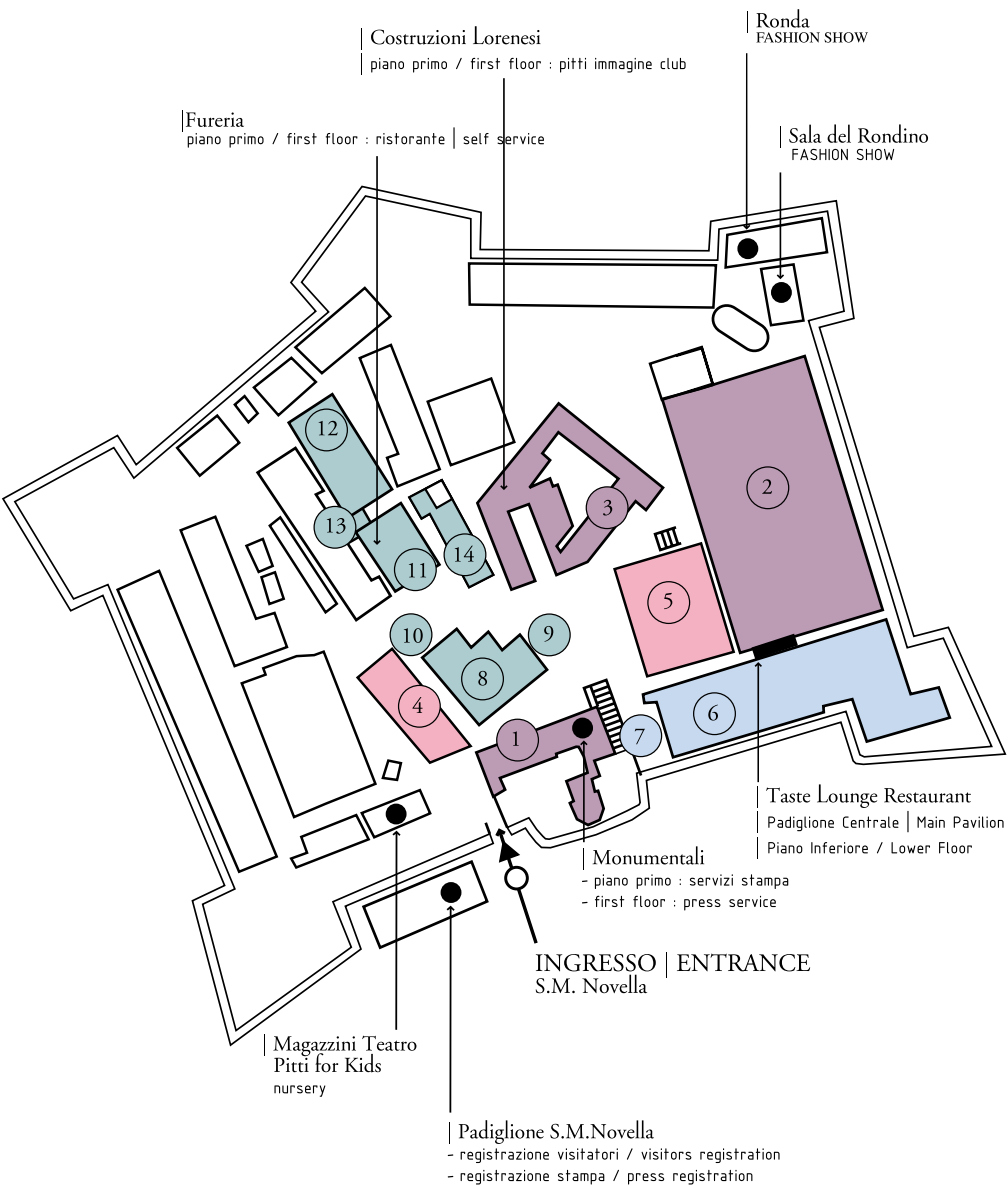 Ronda
FASHION SHOW
Costruzioni Lorenesi
piano primo / first floor : pitti immagine club
Fureria
piano primo / first floor : ristorante | self service
Sala del Rondino
FASHION SHOW
12
2
3
13
14
11
5
10
9
8
4
6
1
7
Taste Lounge Restaurant
Padiglione Centrale | Main Pavilion
Piano Inferiore / Lower Floor
Monumentali
- piano primo : servizi stampa
- first floor : press service
INGRESSO | ENTRANCE
S.M. Novella
Magazzini Teatro
Pitti for Kids
nursery
Padiglione S.M.Novella
- registrazione visitatori / visitors registration
- registrazione stampa / press registration